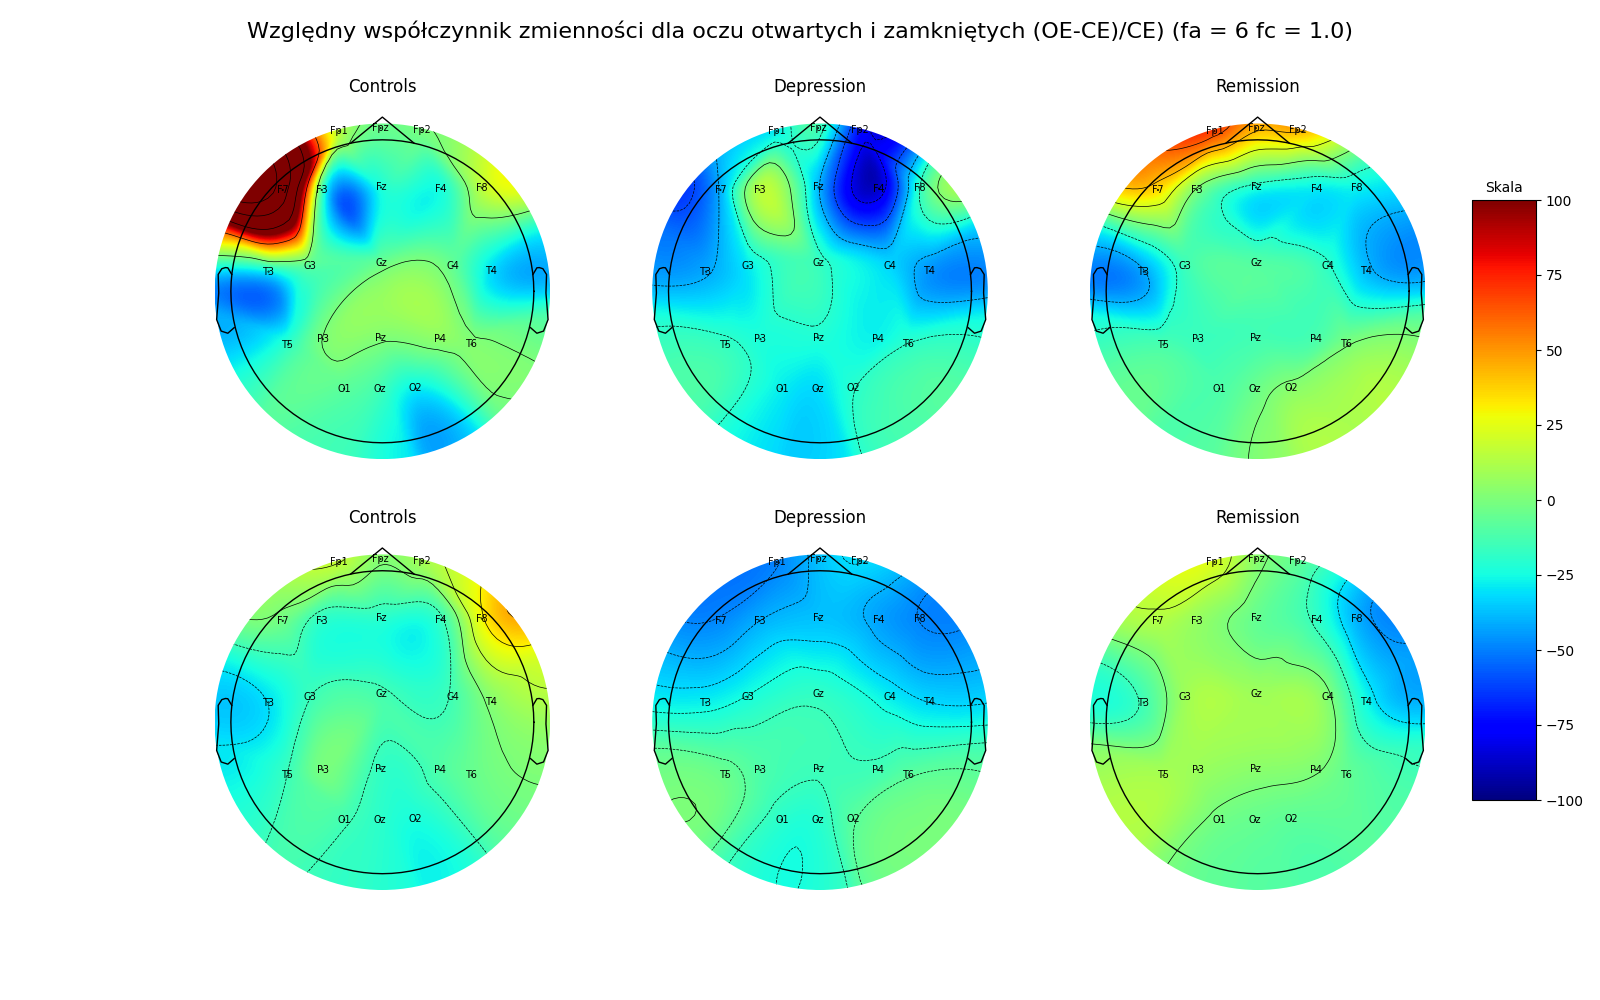 Względny współczynnik zmienności dla oczu otwartych i zamkniętych (OE-CE)/CE) (fa = 6 fc = 1.0)
Controls Depression Remission
Fp1 Fpz Fp2 Fp1 Fpz Fp2 Fp1 Fpz Fp2
F7 F3 Fz F4 F8 F7 F3 Fz F4 F8 F7 F3 Fz F4 F8
T3 C3 Cz C4 T4 T3 C3 Cz C4 T4 T3 C3 Cz C4 T4
T5 P3 Pz P4 T6 T5 P3 Pz P4 T6 T5 P3 Pz P4 T6
O1 Oz O2 O1 Oz O2 O1 Oz O2
Controls Depression Remission
Fp1 Fpz Fp2 Fp1 Fpz Fp2 Fp1 Fpz Fp2
F7 F3 Fz F4 F8 F7 F3 Fz F4 F8 F7 F3 Fz F4 F8
T3 C3 Cz C4 T4 T3 C3 Cz C4 T4 T3 C3 Cz C4 T4
T5 P3 Pz P4 T6 T5 P3 Pz P4 T6 T5 P3 Pz P4 T6
O1 Oz O2 O1 Oz O2 O1 Oz O2
Skala
100
75
50
25
0
−25
−50
−75
−100